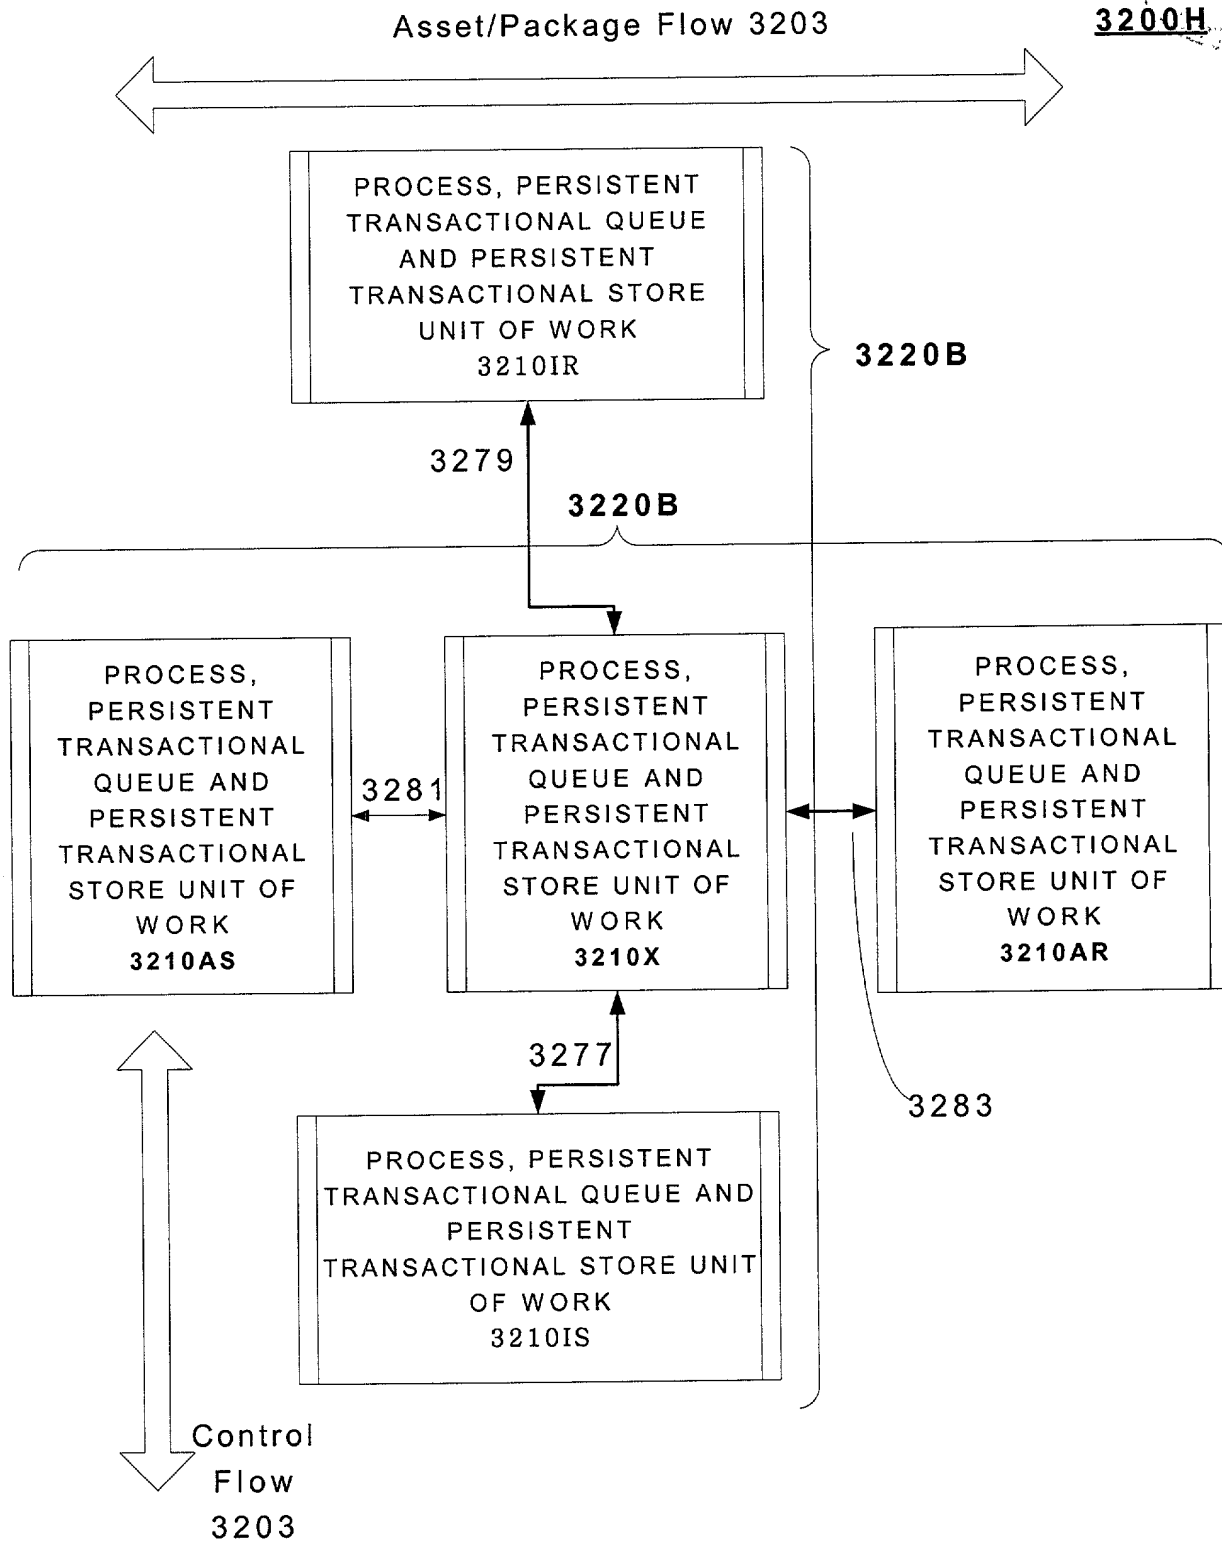 Asset/Package Flow 3203
3200H
PROCESS, PERSISTENT
TRANSACTIONAL QUEUE
AND PERSISTENT
TRANSACTIONAL STORE
UNIT OF WORK
3210IR
3220B
3279
3220B
PROCESS,
PERSISTENT
TRANSACTIONAL
QUEUE AND
PERSISTENT
TRANSACTIONAL
STORE UNIT OF
WORK
3210AS
3281
PROCESS,
PERSISTENT
TRANSACTIONAL
QUEUE AND
PERSISTENT
TRANSACTIONAL
STORE UNIT OF
WORK
3210X
PROCESS,
PERSISTENT
TRANSACTIONAL
QUEUE AND
PERSISTENT
TRANSACTIONAL
STORE UNIT OF
WORK
3210AR
3277
3283
PROCESS, PERSISTENT
TRANSACTIONAL QUEUE AND
PERSISTENT
TRANSACTIONAL STORE UNIT
OF WORK
3210IS
Control
Flow
3203